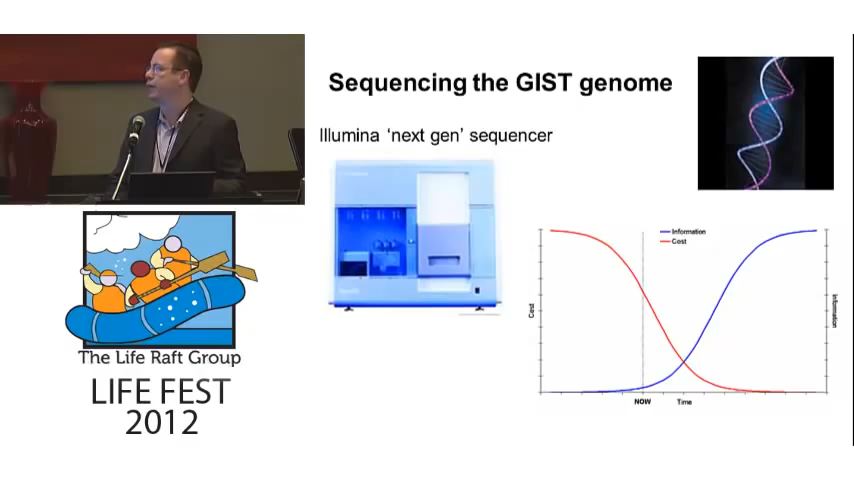 Sequencing the GIST genome
Illumina 'next gen' sequencer
Information
Cost
Cost
Information
NOW
Time
The Life Raft Group
LIFE FEST
2012